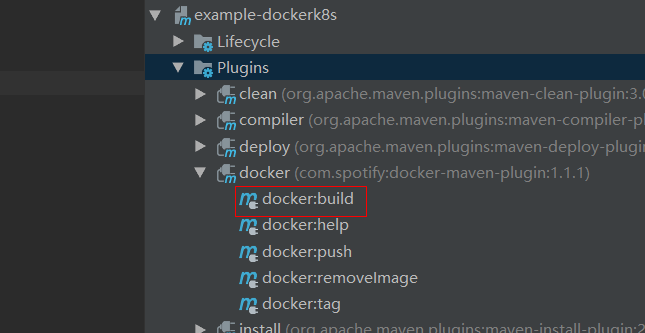 example-dockerk8s
Lifecycle
Plugins
clean (org.apache.maven.plugins:maven-clean-plugin:3.0
compiler (org.apache.maven.plugins:maven-compiler-pl
deploy (org.apache.maven.plugins:maven-deploy-plugin
docker (com.spotify:docker-maven-plugin:1.1.1)
docker:build
docker:help
docker:push
docker:removeImage
docker:tag
install (org.apache.maven.plugins:maven-install-plugin:2